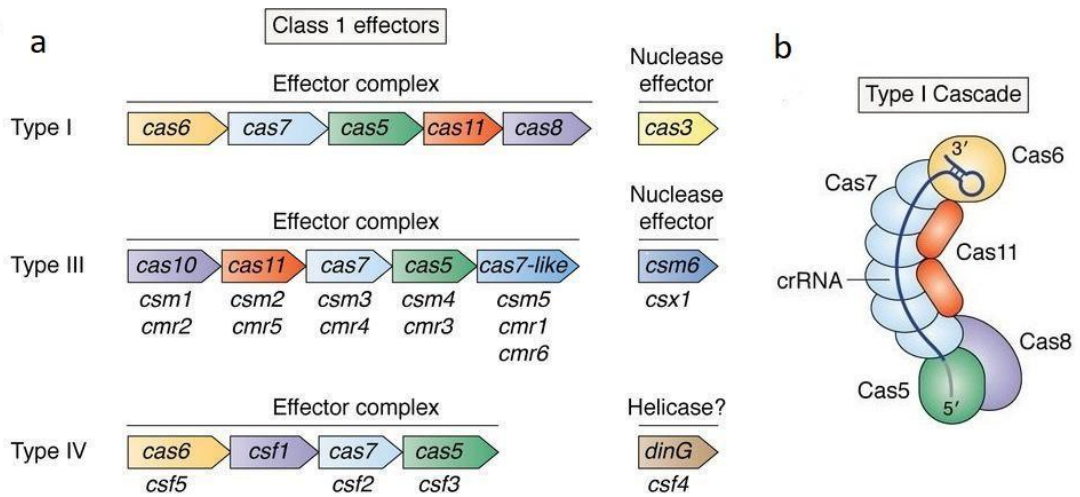 a
Class 1 effectors
Effector complex
Nuclease
effector
Type I
cas6 cas7 cas5 cas11 cas8 cas3
Effector complex
Nuclease
effector
Type III
cas10 cas11 cas7 cas5 cas7-like csm6
csm1 csm2 csm3 csm4 csm5 csx1
cmr2 cmr5 cmr4 cmr3 cmr1
cmr6
Effector complex
Helicase?
Type IV
cas6 csf1 cas7 cas5 dinG
csf5 csf2 csf3 csf4
b
Type I Cascade
3′
Cas6
Cas7
Cas11
crRNA
Cas8
Cas5
5′